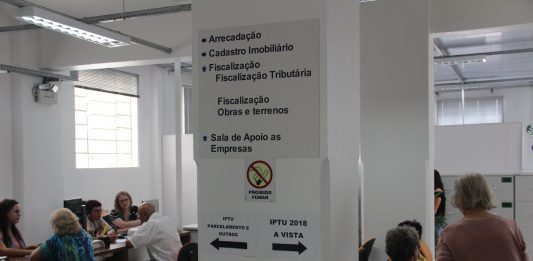 Arrecadação
Cadastro Imobiliário
Fiscalização
Fiscalização Tributária
Fiscalização
Obras e terrenos
Sala de Apoio as
Empresas
PROIBIDO
FUMAR
IPTU
PARCELAMENTO E
OUTROS
IPTU 2018
A VISTA